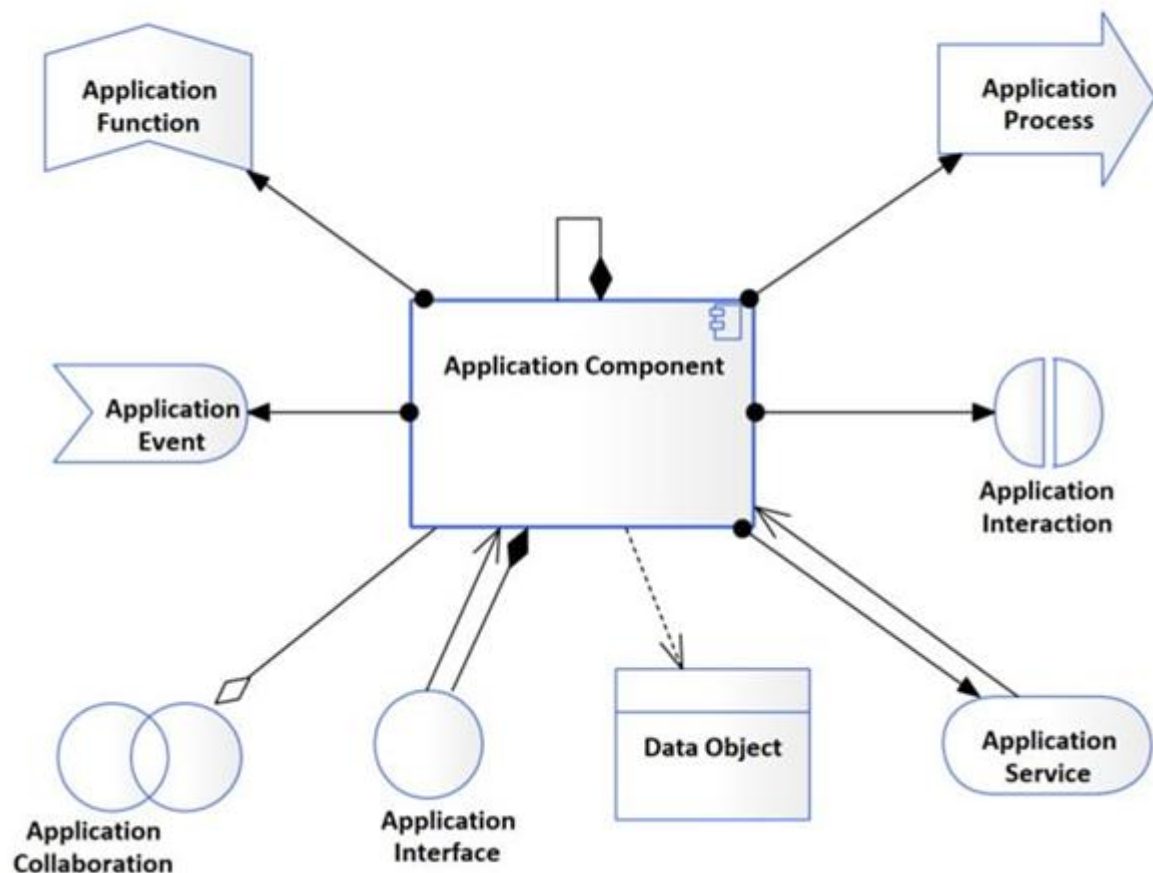 Application
Function
Application
Process
Application Component
Application
Event
Application
Interaction
Data Object
Application
Service
Application
Collaboration
Application
Interface